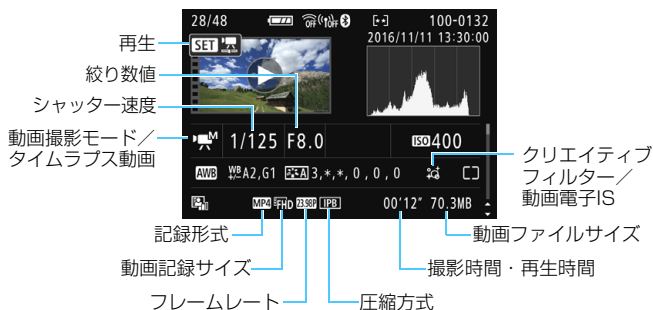 28/48 OFF OFF 100-0132
2016/11/11 13:30:00
SET
再生
絞り数値
シャッター速度
動画撮影モード／
タイムラプス動画
M 1/125 F8.0 ISO 400
AWB WB A2,G1 A 3,*,*,0,0,0
クリエイティブ
フィルター／
動画電子IS
MP4 FHD 23.98P IPB 00'12" 70.3MB
記録形式
動画ファイルサイズ
動画記録サイズ
撮影時間・再生時間
フレームレート
圧縮方式